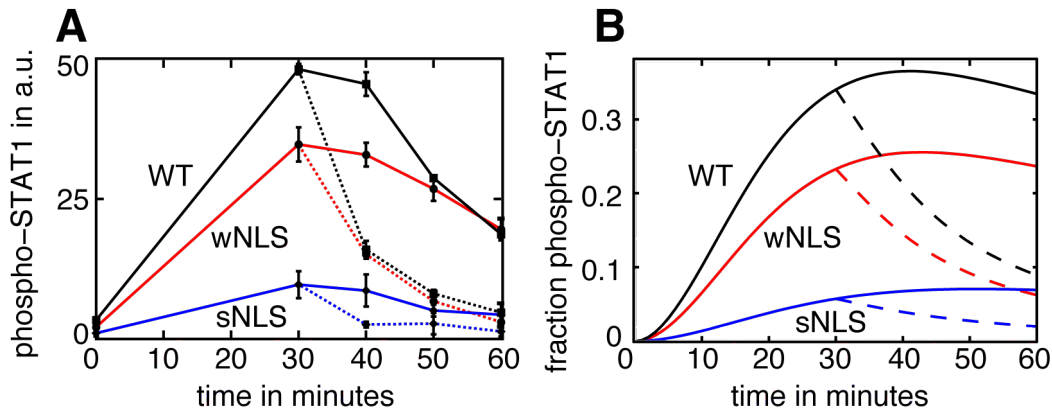 A
phospho–STAT1 in a.u.
50
25
0
WT
wNLS
sNLS
0 10 20 30 40 50 60
time in minutes
B
fraction phospho–STAT1
0.3
0.2
0.1
0
WT
wNLS
sNLS
0 10 20 30 40 50 60
time in minutes